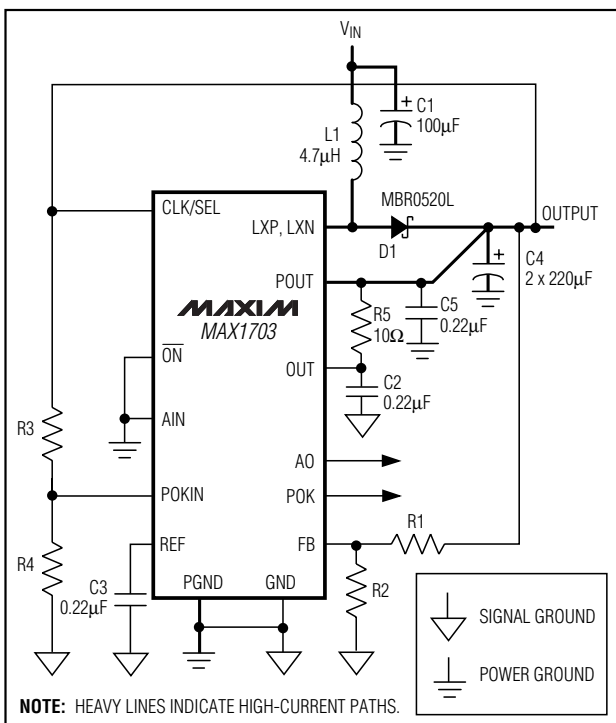 VIN
C1
100µF
L1
4.7µH
MBR0520L
CLK/SEL
LXP, LXN
OUTPUT
D1
C4
2 x 220µF
POUT
MAXIM
MAX1703
R5
10Ω
C5
0.22µF
ON
OUT
C2
0.22µF
R3
AIN
AO
POKIN
POK
R1
REF
FB
R4
C3
0.22µF
PGND
GND
R2
SIGNAL GROUND
POWER GROUND
NOTE: HEAVY LINES INDICATE HIGH-CURRENT PATHS.